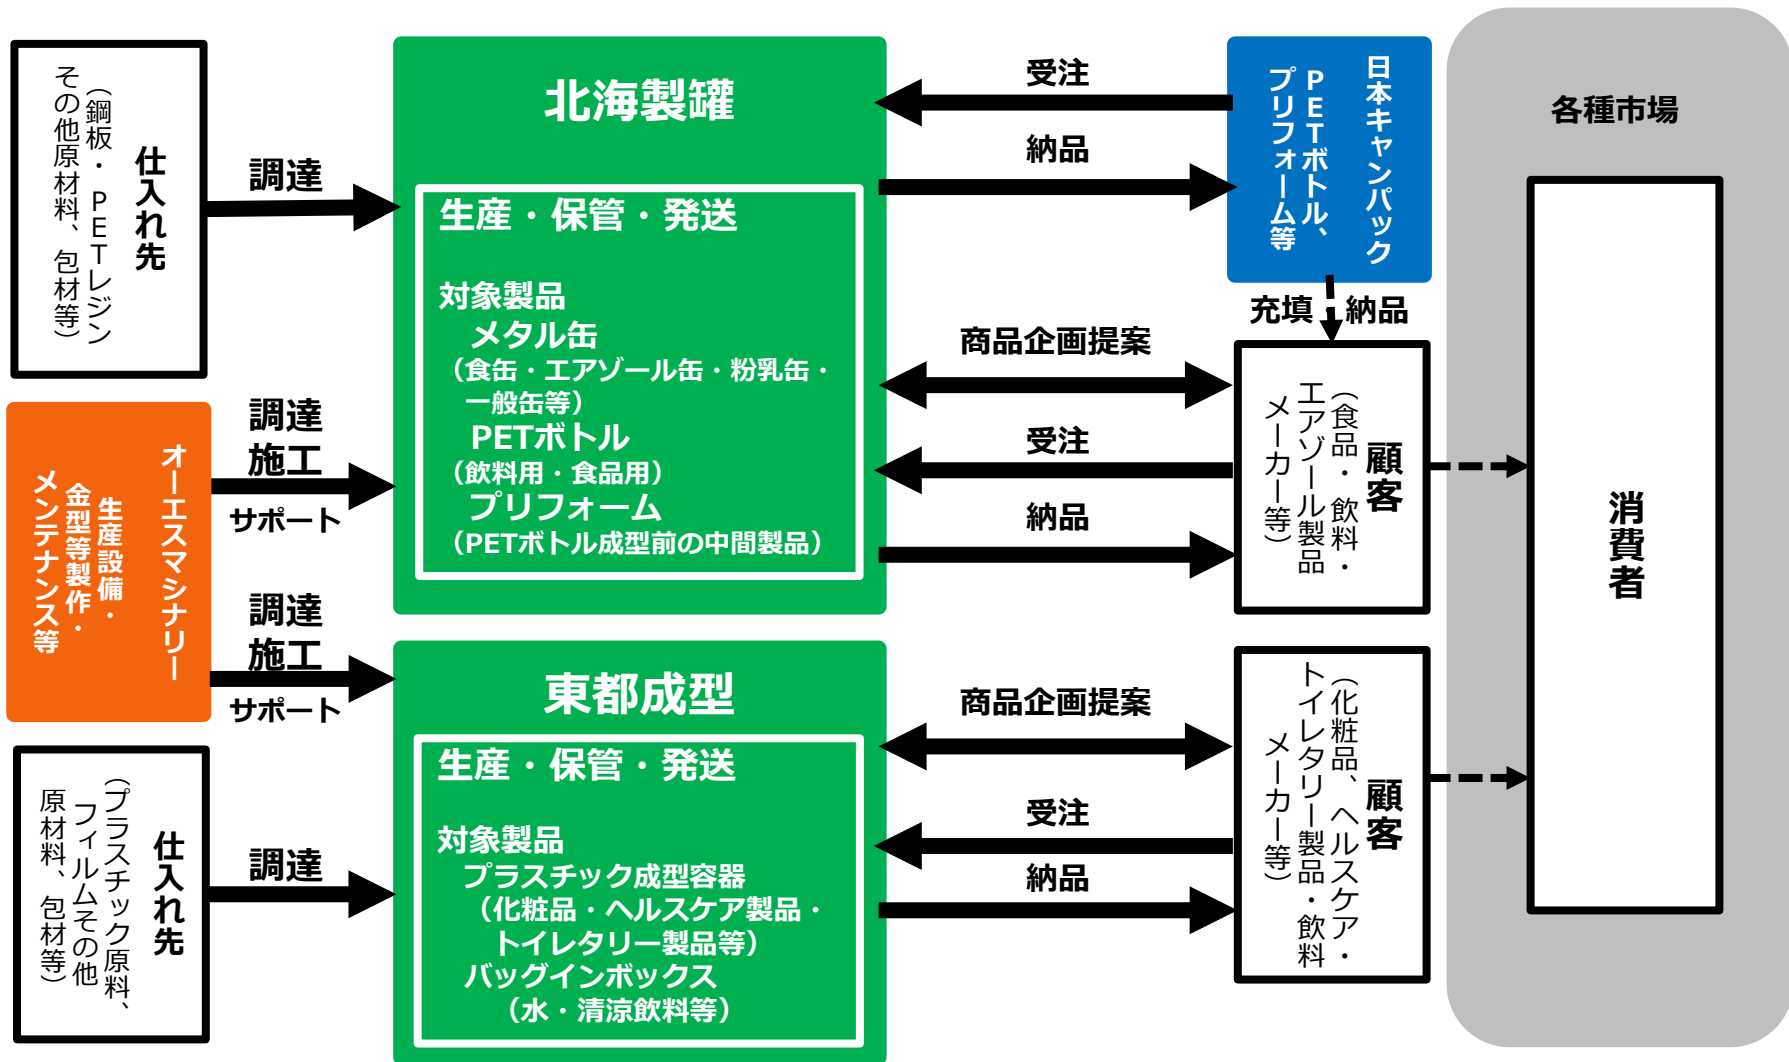 仕入れ先
（鋼板・PETレジン
その他原材料、包材等）
調達
北海製罐
生産・保管・発送
対象製品
メタル缶
（食缶・エアゾール缶・粉乳缶・
一般缶等）
PETボトル
（飲料用・食品用）
プリフォーム
（PETボトル成型前の中間製品）
受注
納品
日本キャンパック
PETボトル、
プリフォーム等
充填・納品
商品企画提案
受注
納品
顧客
（食品・飲料・
エアゾール製品
メーカー等）
各種市場
消費者
オーエスマシナリー
生産設備・
金型等製作・
メンテナンス等
調達
施工
サポート
調達
施工
サポート
仕入れ先
（プラスチック原料、
フィルムその他
原材料、包材等）
調達
東都成型
生産・保管・発送
対象製品
プラスチック成型容器
（化粧品・ヘルスケア製品・
トイレタリー製品等）
バッグインボックス
（水・清涼飲料等）
商品企画提案
受注
納品
顧客
（化粧品、ヘルスケア・
トイレタリー製品・飲料
メーカー等）